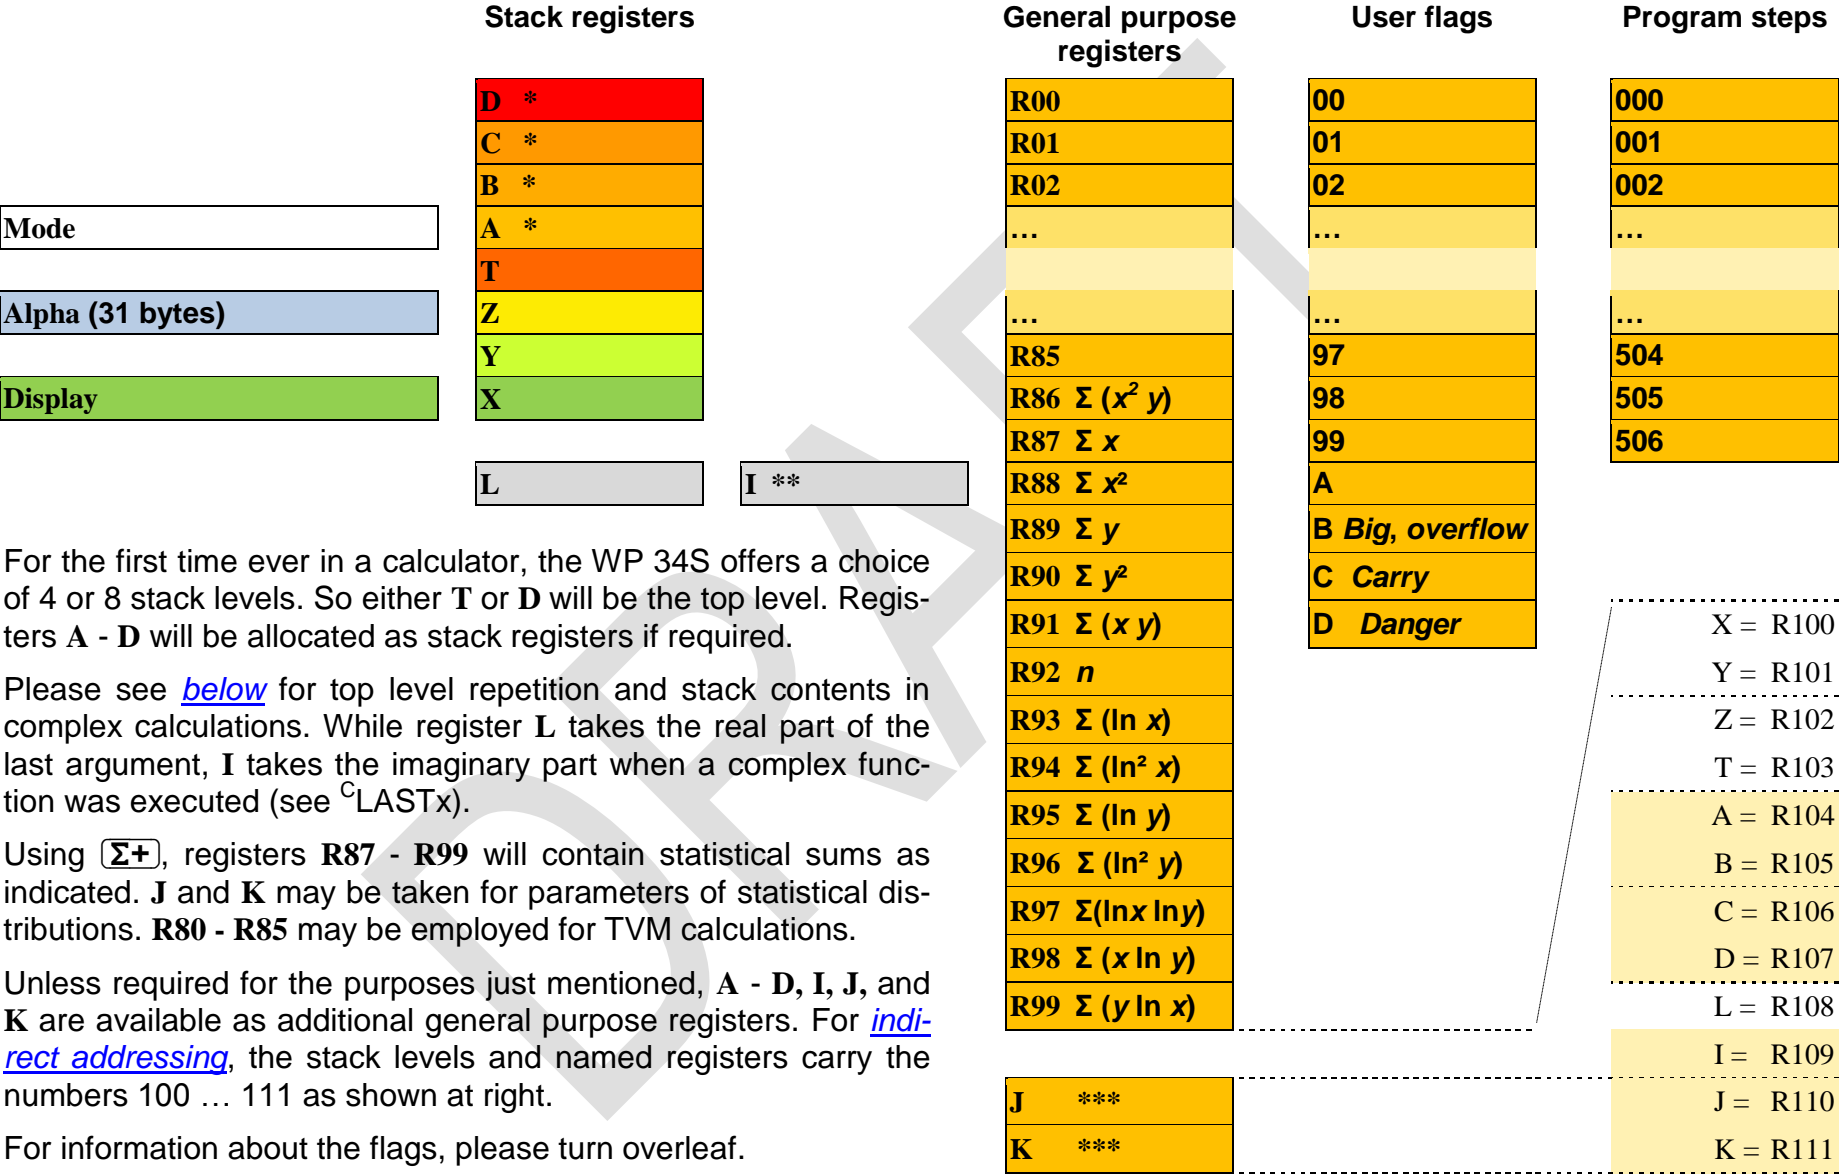 Stack registers
General purpose
registers
User flags
Program steps
D *
C *
B *
A *
T
Z
Y
X
Mode
Alpha (31 bytes)
Display
L
I **
R00
R01
R02
…
…
R85
R86 Σ (x² y)
R87 Σ x
R88 Σ x²
R89 Σ y
R90 Σ y²
R91 Σ (x y)
R92 n
R93 Σ (ln x)
R94 Σ (ln² x)
R95 Σ (ln y)
R96 Σ (ln² y)
R97 Σ(lnx lny)
R98 Σ (x ln y)
R99 Σ (y ln x)
J ***
K ***
00
01
02
…
…
97
98
99
A
B Big, overflow
C Carry
D Danger
000
001
002
…
…
504
505
506
X = R100
Y = R101
Z = R102
T = R103
A = R104
B = R105
C = R106
D = R107
L = R108
I = R109
J = R110
K = R111
For the first time ever in a calculator, the WP 34S offers a choice
of 4 or 8 stack levels. So either T or D will be the top level. Regis-
ters A - D will be allocated as stack registers if required.
Please see below for top level repetition and stack contents in
complex calculations. While register L takes the real part of the
last argument, I takes the imaginary part when a complex func-
tion was executed (see ᶜLASTx).
Using Σ+, registers R87 - R99 will contain statistical sums as
indicated. J and K may be taken for parameters of statistical dis-
tributions. R80 - R85 may be employed for TVM calculations.
Unless required for the purposes just mentioned, A - D, I, J, and
K are available as additional general purpose registers. For indi-
rect addressing, the stack levels and named registers carry the
numbers 100 … 111 as shown at right.
For information about the flags, please turn overleaf.
DRAFT